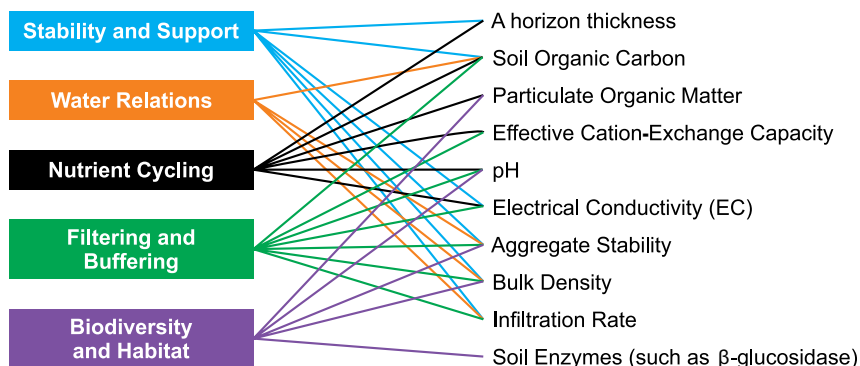 Stability and Support
Water Relations
Nutrient Cycling
Filtering and
Buffering
Biodiversity
and Habitat
A horizon thickness
Soil Organic Carbon
Particulate Organic Matter
Effective Cation-Exchange Capacity
pH
Electrical Conductivity (EC)
Aggregate Stability
Bulk Density
Infiltration Rate
Soil Enzymes (such as β-glucosidase)